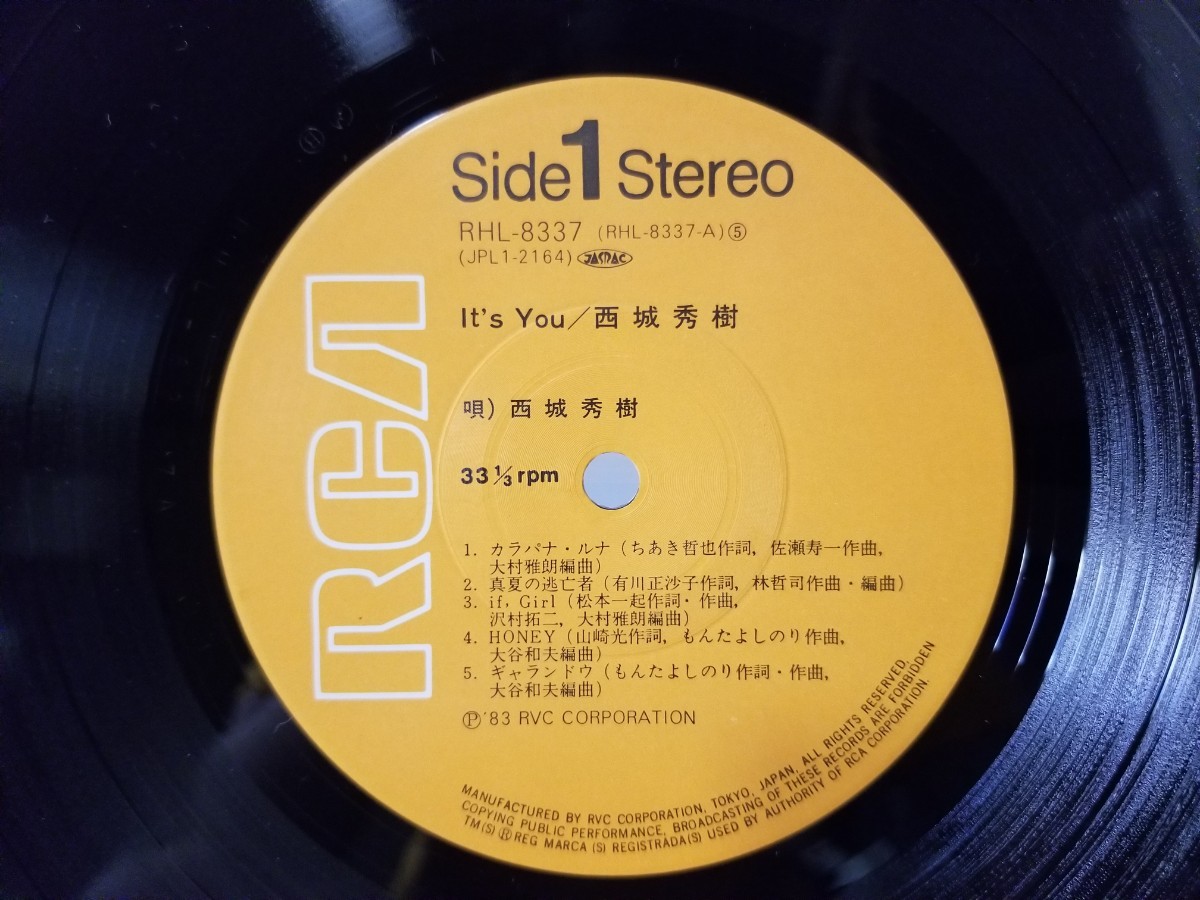 Side 1 Stereo
RHL-8337 (RHL-8337-A)⑤
(JPL1-2164) JASRAC
It's You／西城秀樹
RCA
唄) 西城秀樹
33 1/3 rpm
1. カラパナ・ルナ (ちあき哲也作詞, 佐瀬寿一作曲,
大村雅朗編曲)
2. 真夏の逃亡者 (有川正沙子作詞, 林哲司作曲・編曲)
3. if, Girl (松本一起作詞・作曲,
沢村拓二, 大村雅朗編曲)
4. HONEY (山崎光作詞, もんたよしのり作曲,
大谷和夫編曲)
5. ギャランドゥ (もんたよしのり作詞・作曲,
大谷和夫編曲)
Ⓟ'83 RVC CORPORATION
MANUFACTURED BY RVC CORPORATION, TOKYO, JAPAN, ALL RIGHTS RESERVED,
COPYING PUBLIC PERFORMANCE, BROADCASTING OF THESE RECORDS ARE FORBIDDEN
TM(S) ® REG MARCA (S) REGISTRADA(S) USED BY AUTHORITY OF RCA CORPORATION.